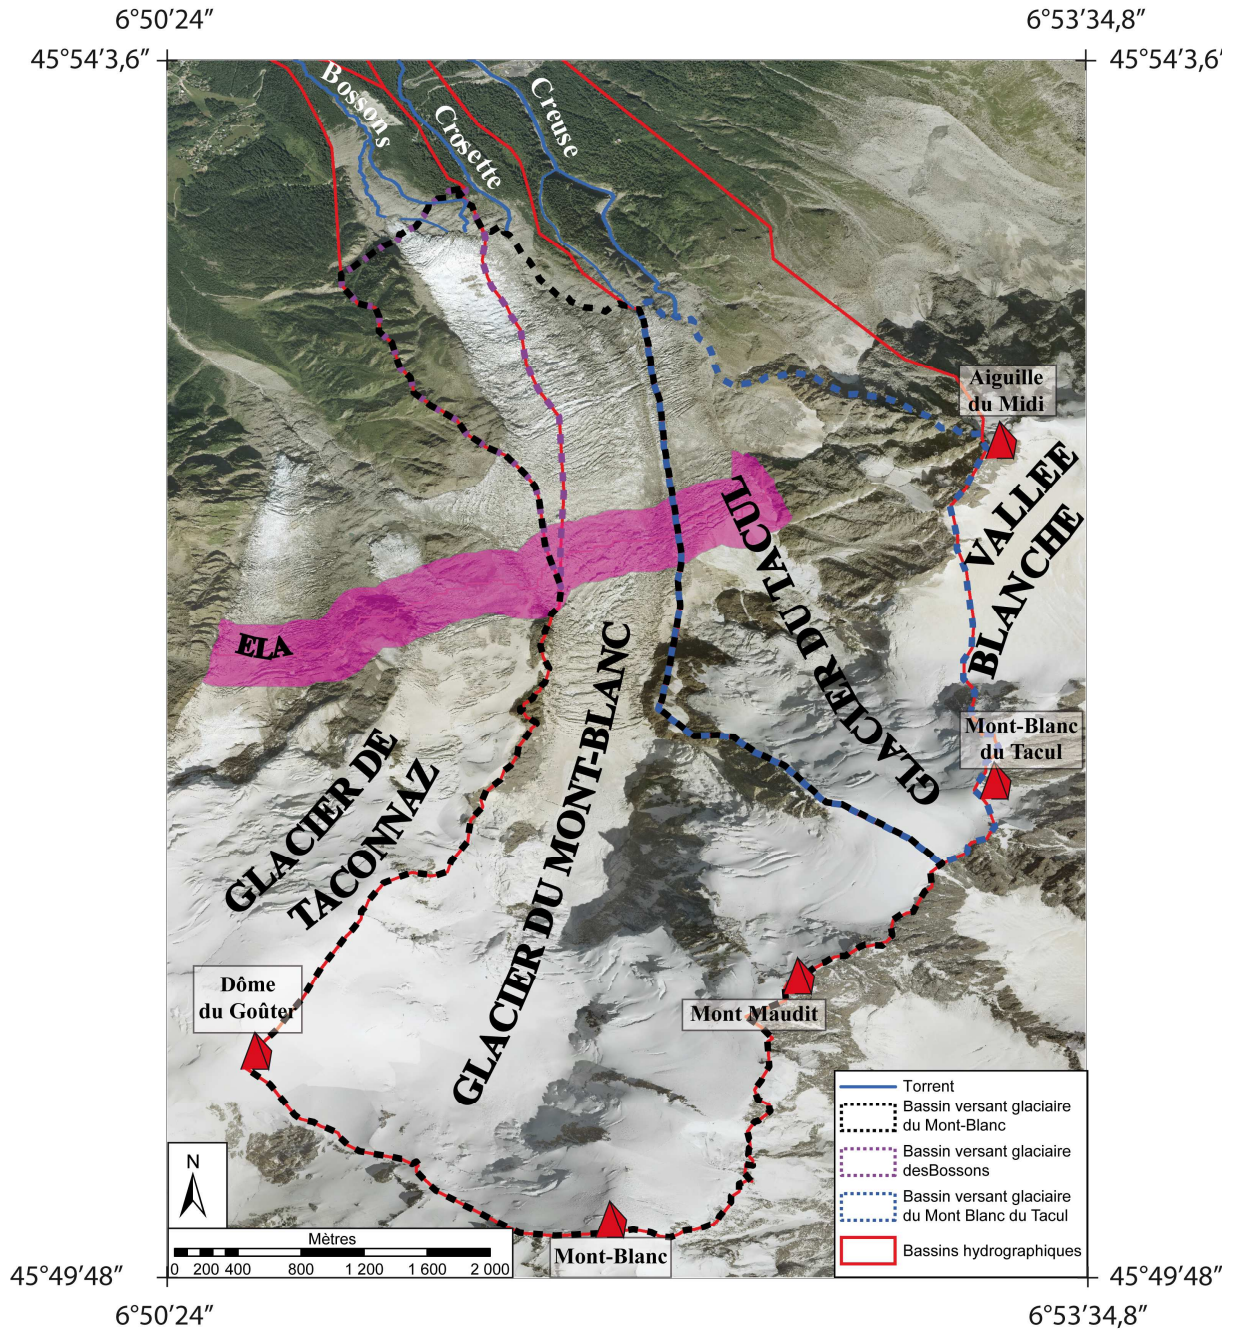 6°50′24″
6°53′34,8″
45°54′3,6″
45°54′3,6′
Bossons
Crosette
Creuse
Aiguille
du Midi
VALLEE
BLANCHE
GLACIER DU TACUL
ELA
GLACIER DU MONT-BLANC
Mont-Blanc
du Tacul
GLACIER DE
TACONNAZ
Dôme
du Goûter
Mont Maudit
Mont-Blanc
Torrent
Bassin versant glaciaire
du Mont-Blanc
Bassin versant glaciaire
desBossons
Bassin versant glaciaire
du Mont Blanc du Tacul
Bassins hydrographiques
N
Mètres
0 200 400 800 1 200 1 600 2 000
45°49′48″
45°49′48″
6°50′24″
6°53′34,8″